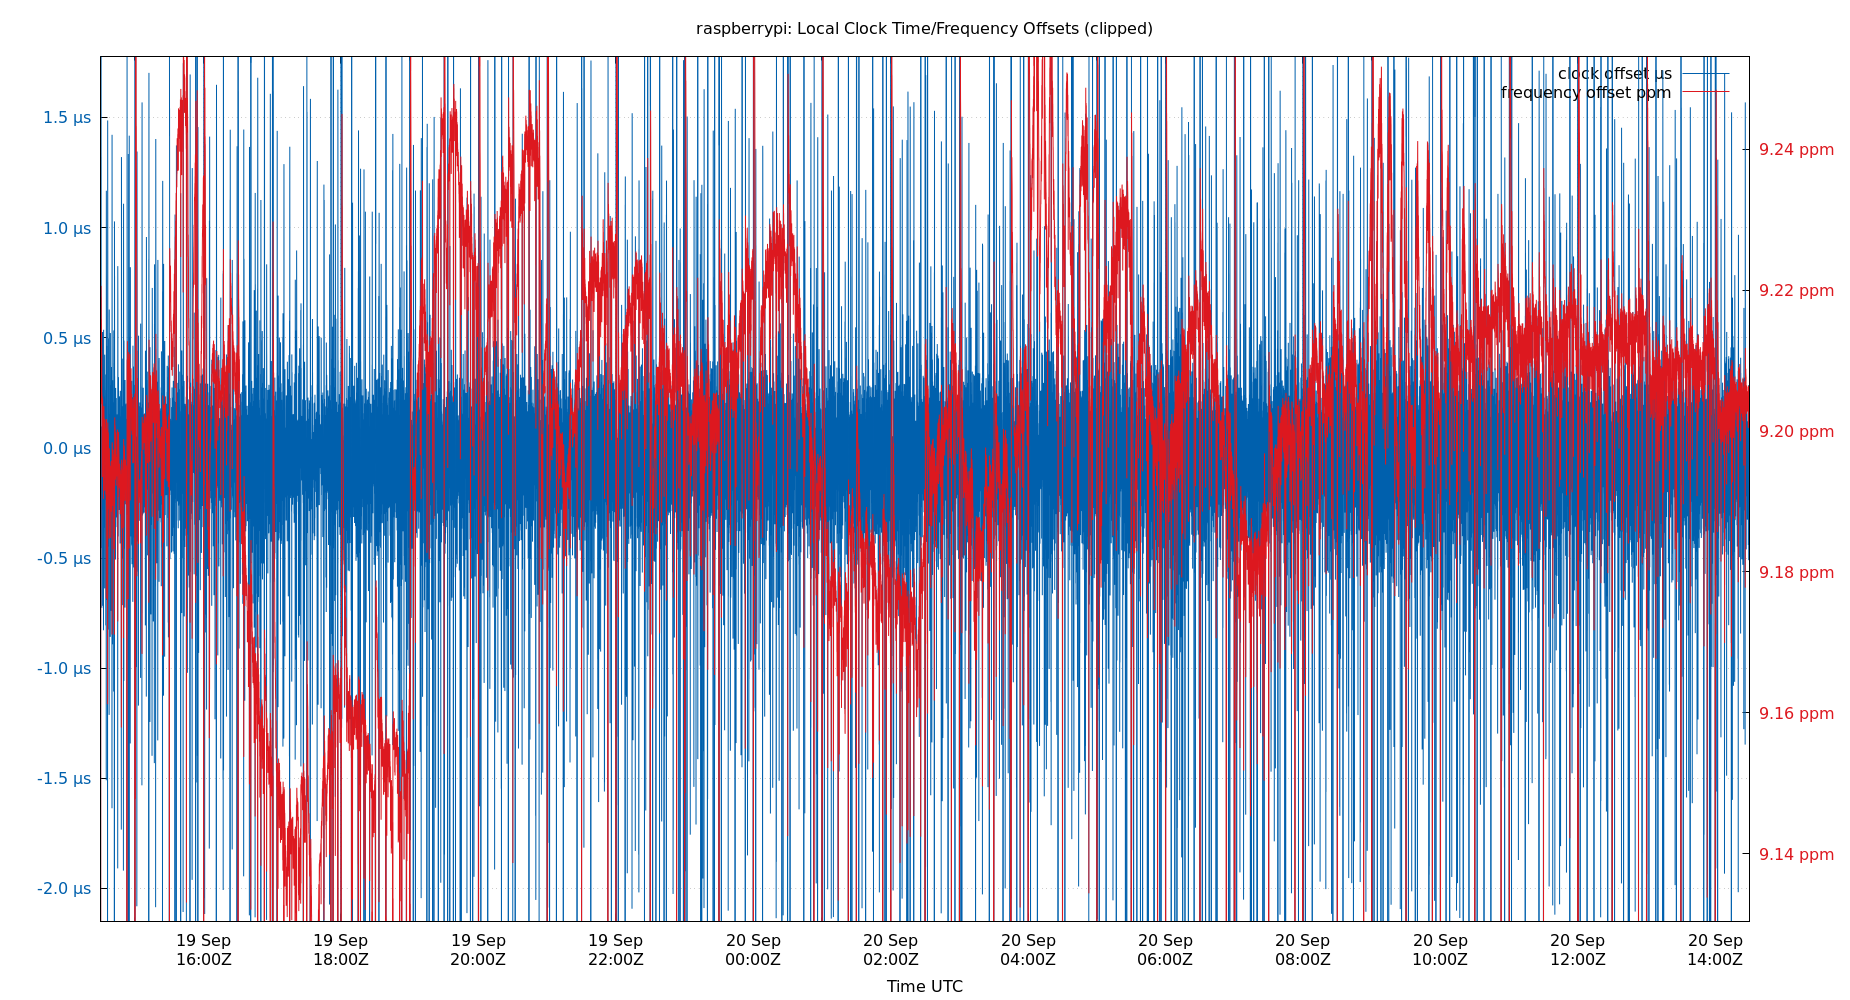 raspberrypi: Local Clock Time/Frequency Offsets (clipped)
clock offset µs
frequency offset ppm
1.5 µs
1.0 µs
0.5 µs
0.0 µs
-0.5 µs
-1.0 µs
-1.5 µs
-2.0 µs
9.24 ppm
9.22 ppm
9.20 ppm
9.18 ppm
9.16 ppm
9.14 ppm
19 Sep 19 Sep 19 Sep 19 Sep 20 Sep 20 Sep 20 Sep 20 Sep 20 Sep 20 Sep 20 Sep 20 Sep
16:00Z 18:00Z 20:00Z 22:00Z 00:00Z 02:00Z 04:00Z 06:00Z 08:00Z 10:00Z 12:00Z 14:00Z
Time UTC